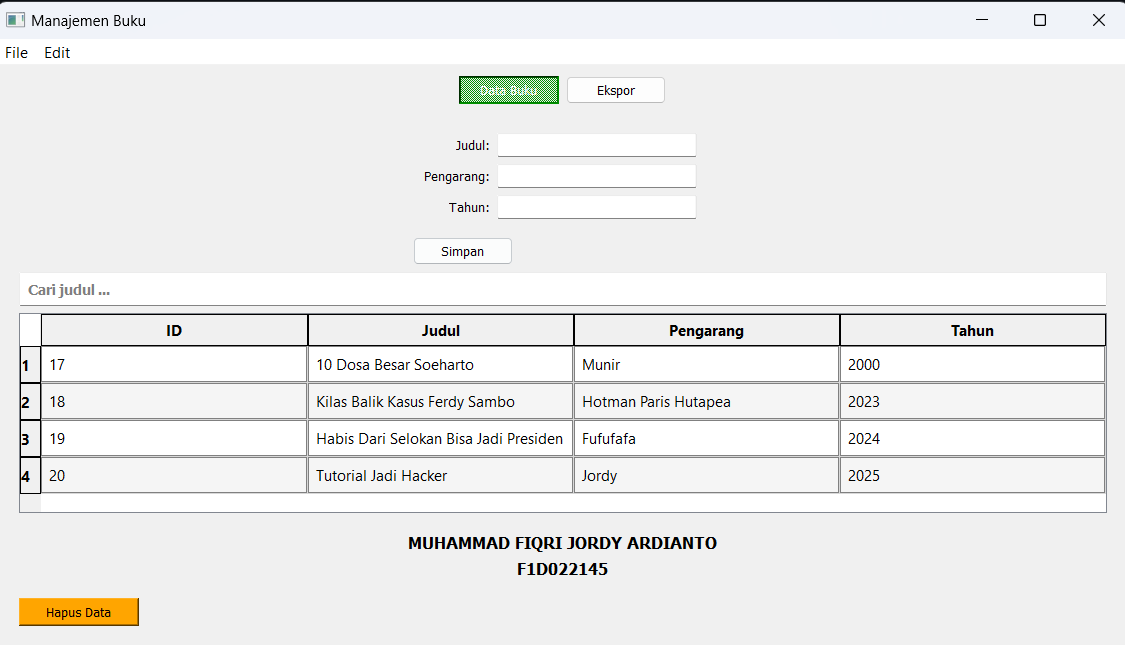 Manajemen Buku
File Edit
Data Buku Ekspor
Judul:
Pengarang:
Tahun:
Simpan
Cari judul ...
ID Judul Pengarang Tahun
1 17 10 Dosa Besar Soeharto Munir 2000
2 18 Kilas Balik Kasus Ferdy Sambo Hotman Paris Hutapea 2023
3 19 Habis Dari Selokan Bisa Jadi Presiden Fufufafa 2024
4 20 Tutorial Jadi Hacker Jordy 2025
MUHAMMAD FIQRI JORDY ARDIANTO
F1D022145
Hapus Data